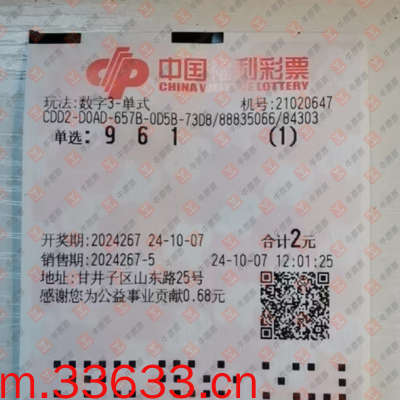 中国福利彩票
CHINA WELFARE LOTTERY
玩法:数字3-单式 机号:21020647
CDD2-D0AD-657B-0D5B-73D8/88835066/84303
单选: 9 6 1 (1)
开奖期:2024267 24-10-07 合计2元
销售期:2024267-5 24-10-07 12:01:25
地址:甘井子区山东路25号
感谢您为公益事业贡献0.68元
m.33633.cn